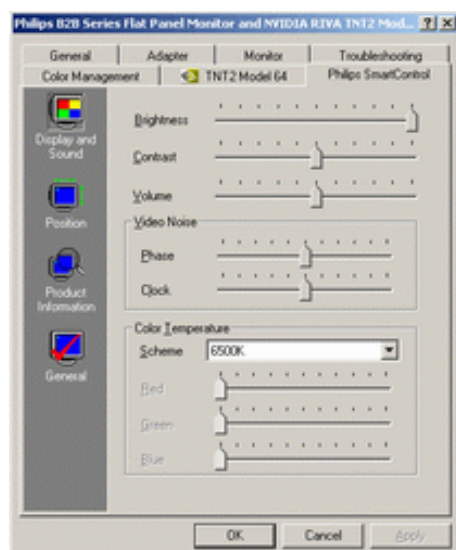 Philips B2B Series Flat Panel Monitor and NVIDIA RIVA TNT2 Mod...
General Adapter Monitor Troubleshooting
Color Management TNT2 Model 64 Philips SmartControl
Display and Sound
Position
Product Information
General
Brightness
Contrast
Volume
Video Noise
Phase
Clock
Color Temperature
Scheme 6500K
Red
Green
Blue
OK Cancel Apply